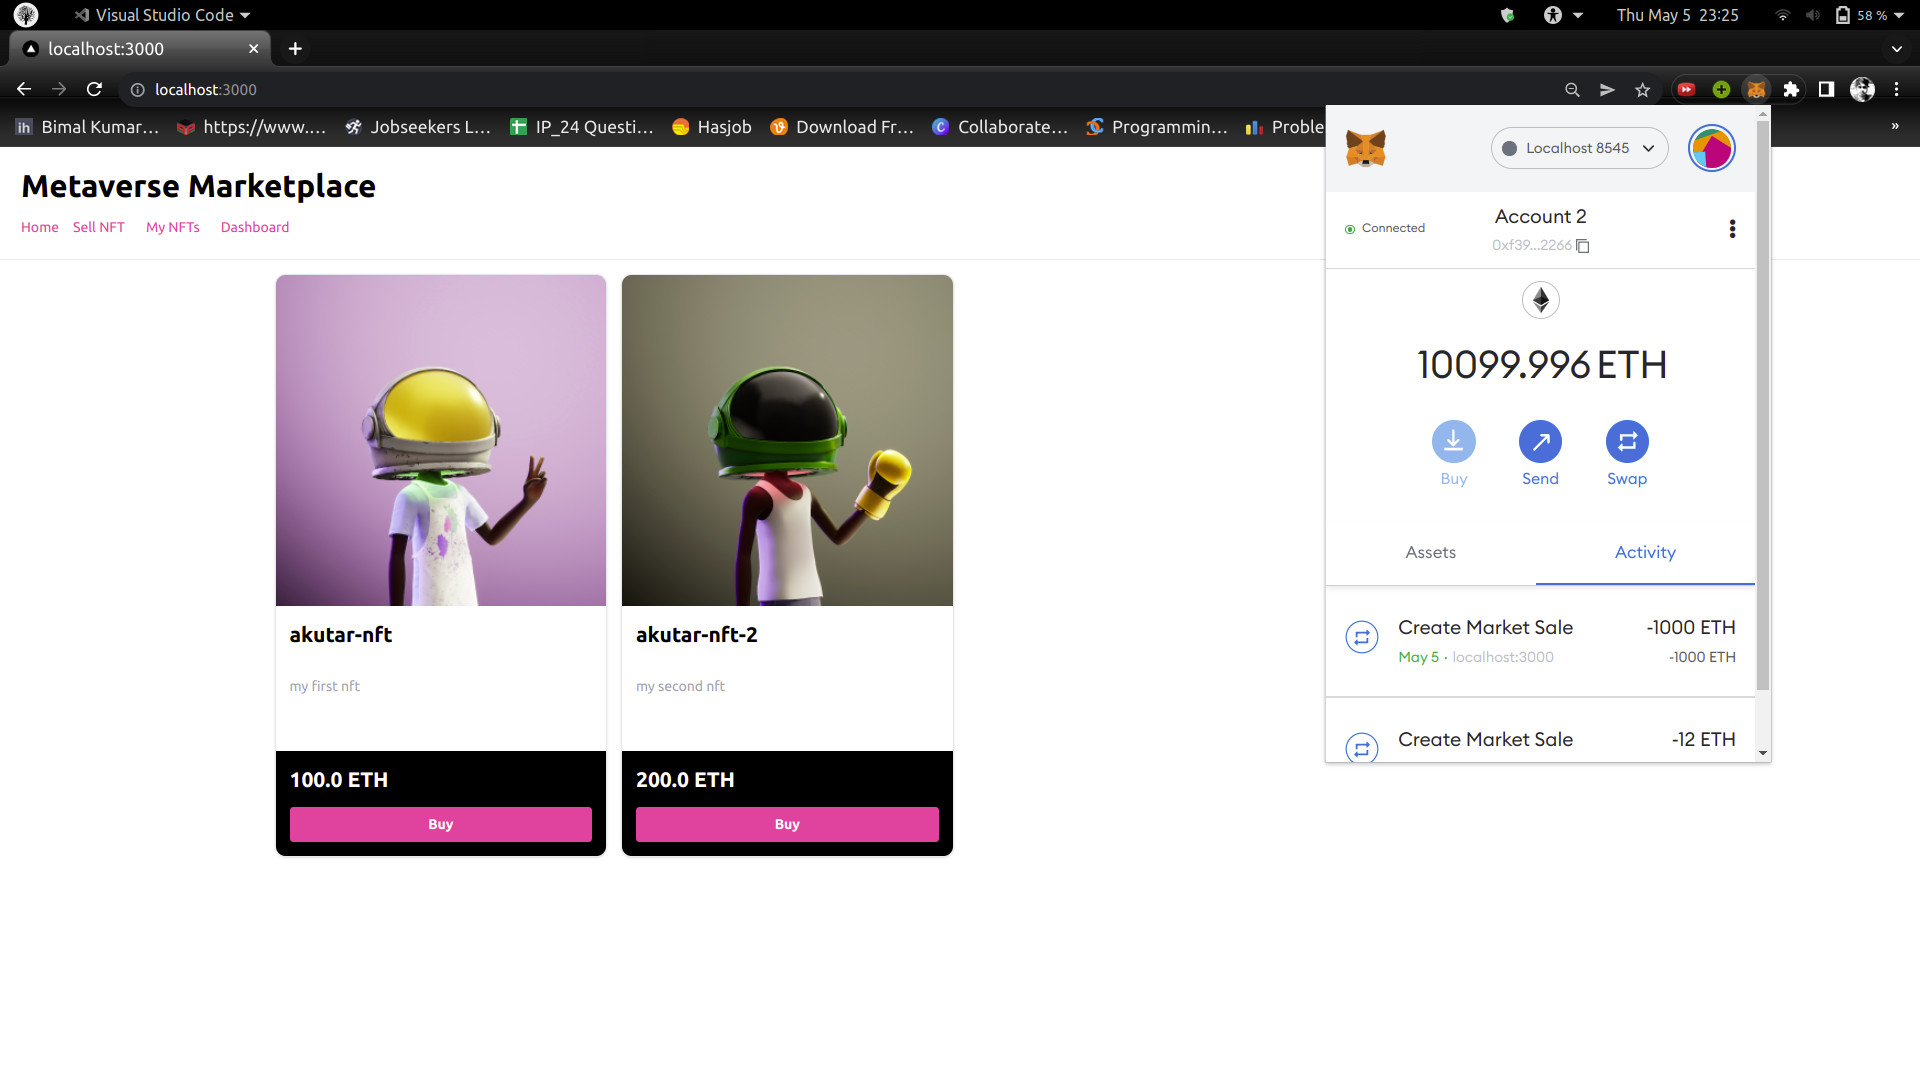 Visual Studio Code
Thu May 5 23:25
58 %
localhost:3000
localhost:3000
ih Bimal Kumar...
https://www....
Jobseekers L...
IP_24 Questi...
Hasjob
Download Fr...
Collaborate...
Programmin...
Proble
»
Metaverse Marketplace
Home Sell NFT My NFTs Dashboard
akutar-nft
my first nft
100.0 ETH
Buy
akutar-nft-2
my second nft
200.0 ETH
Buy
Localhost 8545
Connected
Account 2
0xf39...2266
10099.996 ETH
Buy Send Swap
Assets Activity
Create Market Sale -1000 ETH
May 5 · localhost:3000 -1000 ETH
Create Market Sale -12 ETH